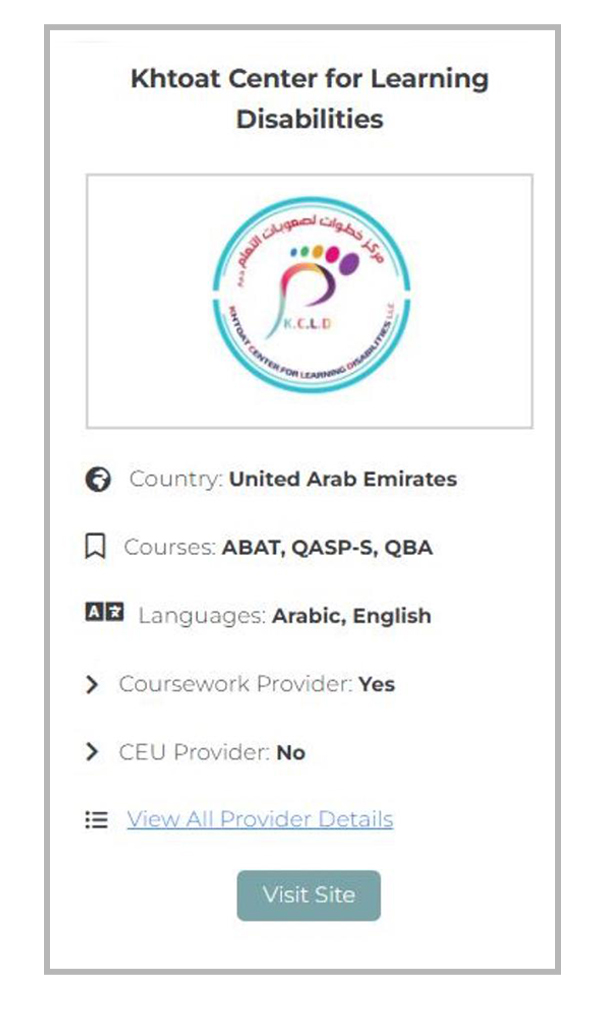 Khtoat Center for Learning
Disabilities
مركز خطوات لصعوبات التعلم ذ.م.م
K.C.L.D
KHTOAT CENTER FOR LEARNING DISABILITIES LLC
Country: United Arab Emirates
Courses: ABAT, QASP-S, QBA
Languages: Arabic, English
Coursework Provider: Yes
CEU Provider: No
View All Provider Details
Visit Site